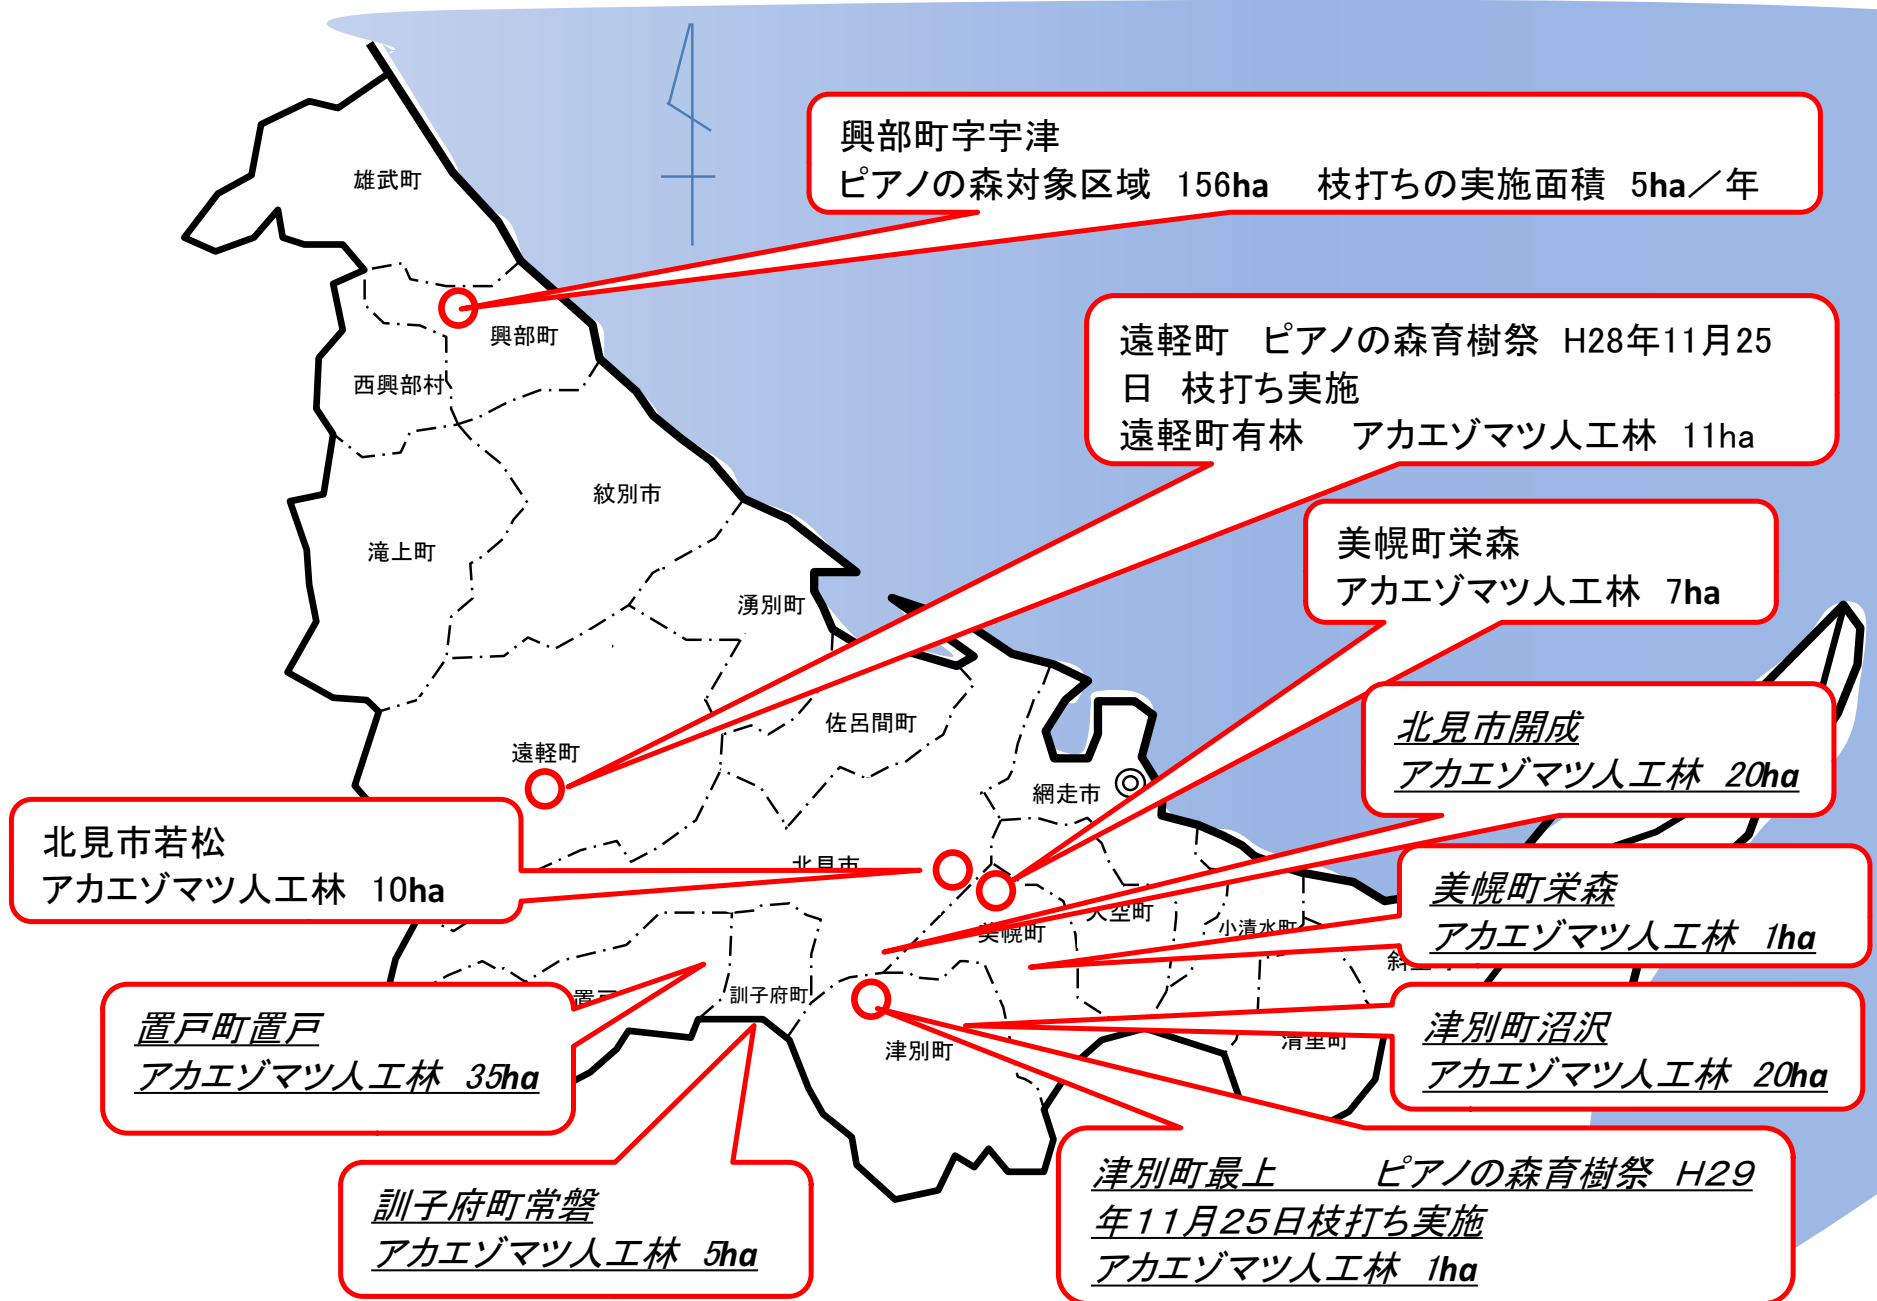 興部町字宇津
ピアノの森対象区域 156ha 枝打ちの実施面積 5ha／年
雄武町
興部町
西興部村
遠軽町 ピアノの森育樹祭 H28年11月25
日 枝打ち実施
遠軽町有林 アカエゾマツ人工林 11ha
紋別市
滝上町
美幌町栄森
アカエゾマツ人工林 7ha
湧別町
佐呂間町
遠軽町
北見市開成
アカエゾマツ人工林 20ha
網走市
北見市若松
アカエゾマツ人工林 10ha
北見市
大空町
美幌町
小清水町
美幌町栄森
アカエゾマツ人工林 1ha
訓子府町
置戸町置戸
アカエゾマツ人工林 35ha
津別町
清里町
津別町沼沢
アカエゾマツ人工林 20ha
訓子府町常磐
アカエゾマツ人工林 5ha
津別町最上 ピアノの森育樹祭 H29
年11月25日枝打ち実施
アカエゾマツ人工林 1ha